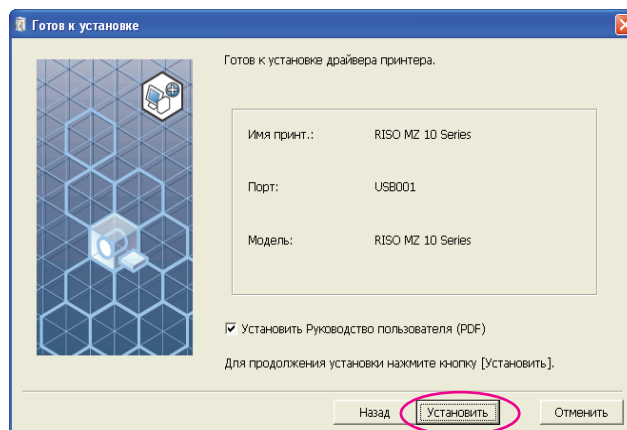 Готов к установке
Готов к установке драйвера принтера.
Имя принт.: RISO MZ 10 Series
Порт: USB001
Модель: RISO MZ 10 Series
Установить Руководство пользователя (PDF)
Для продолжения установки нажмите кнопку [Установить].
Назад Установить Отменить